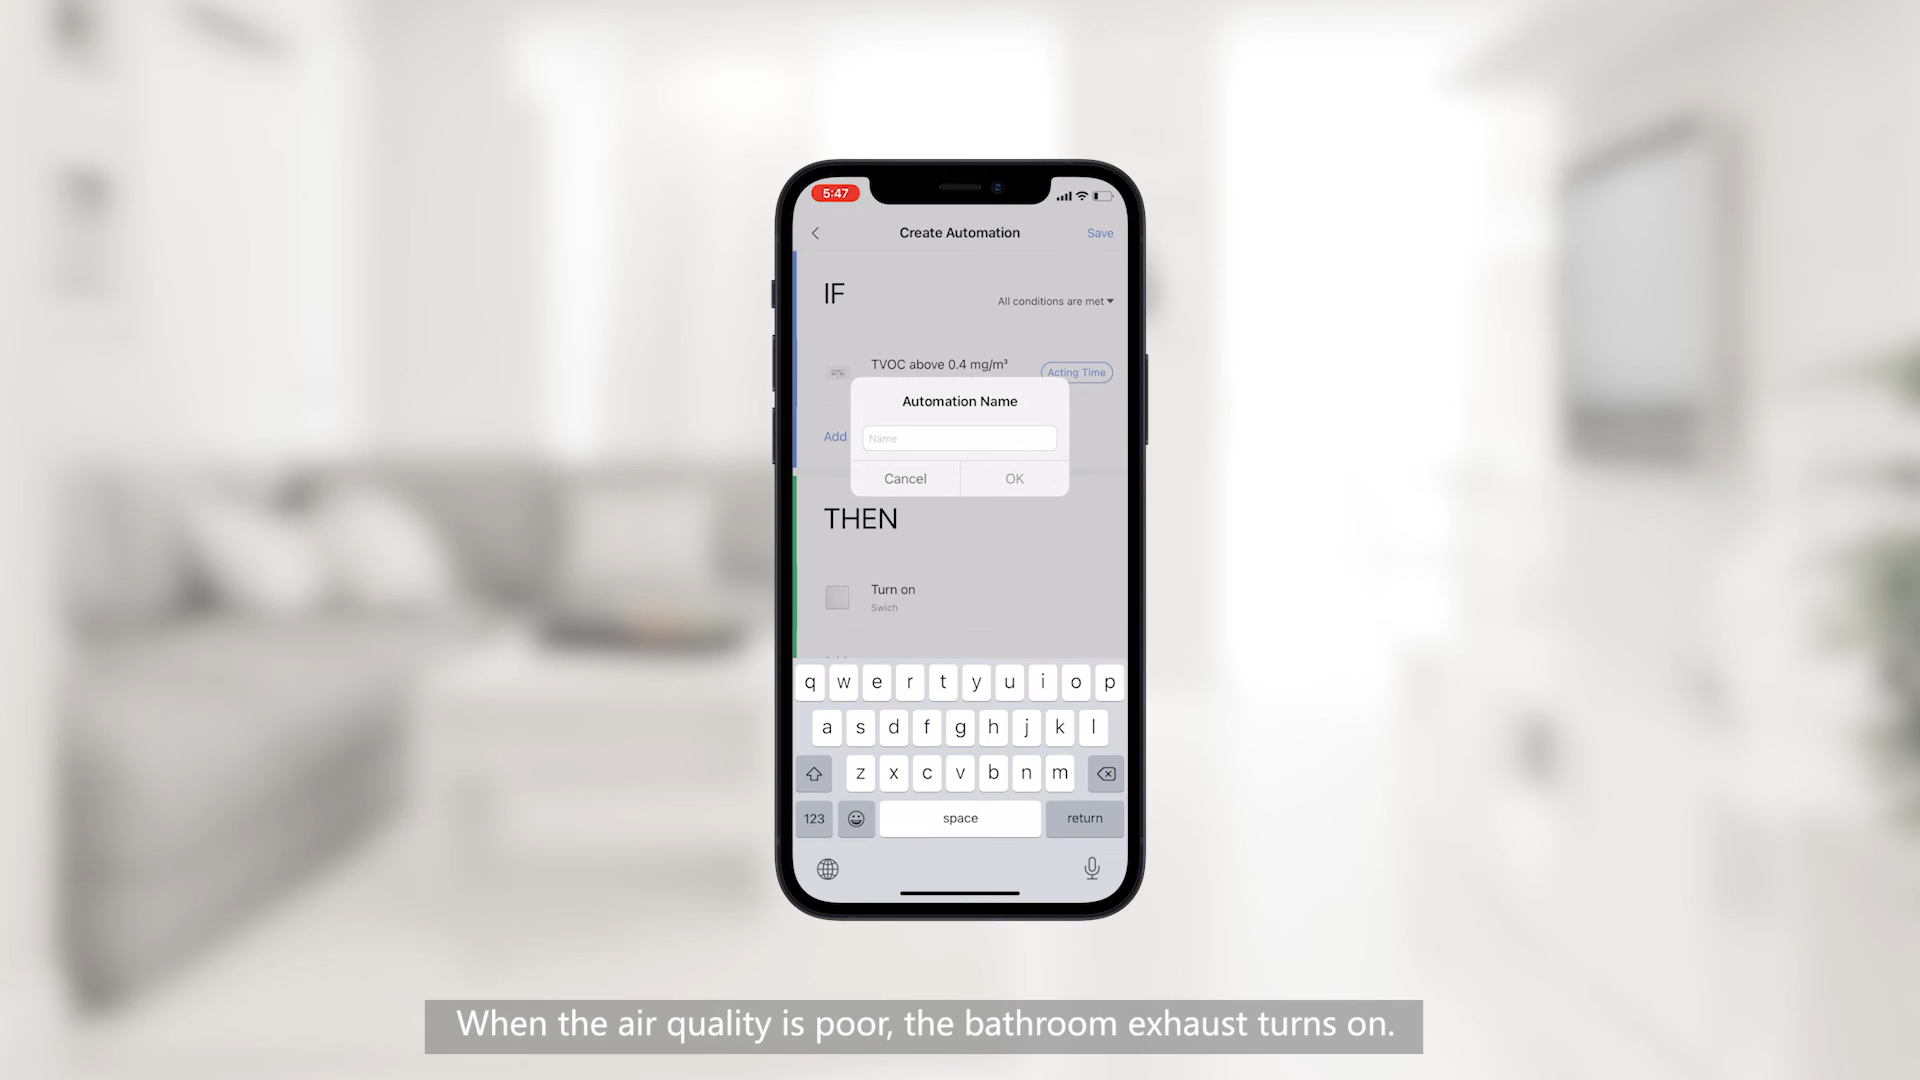 5:47
Create Automation
Save
IF
All conditions are met
TVOC above 0.4 mg/m³
Acting Time
Automation Name
Add
Name
Cancel
OK
THEN
Turn on
Swich
q w e r t y u i o p
a s d f g h j k l
z x c v b n m
123
space
return
When the air quality is poor, the bathroom exhaust turns on.